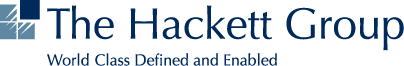 The Hackett Group
World Class Defined and Enabled